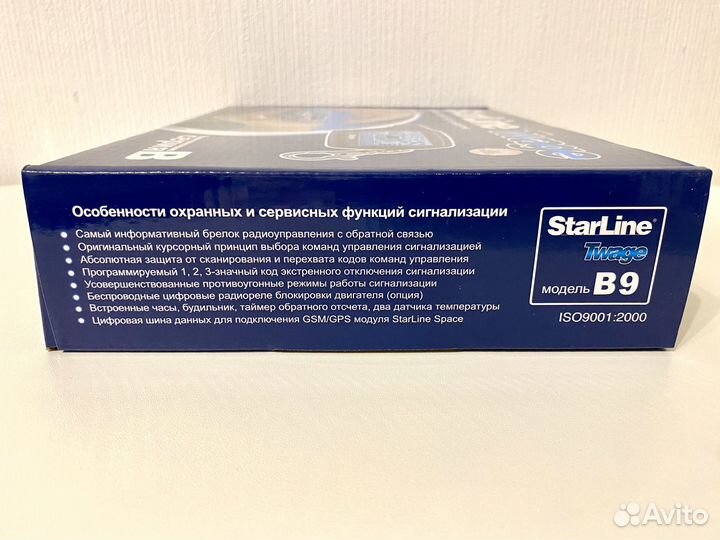 Особенности охранных и сервисных функций сигнализации
Самый информативный брелок радиоуправления с обратной связью
Оригинальный курсорный принцип выбора команд управления сигнализацией
Абсолютная защита от сканирования и перехвата кодов команд управления
Программируемый 1, 2, 3-значный код экстренного отключения сигнализации
Усовершенствованные противоугонные режимы работы сигнализации
Беспроводные цифровые радиореле блокировки двигателя (опция)
Встроенные часы, будильник, таймер обратного отсчета, два датчика температуры
Цифровая шина данных для подключения GSM/GPS модуля StarLine Space
StarLine®
Twage
модель B9
ISO9001:2000
Avito